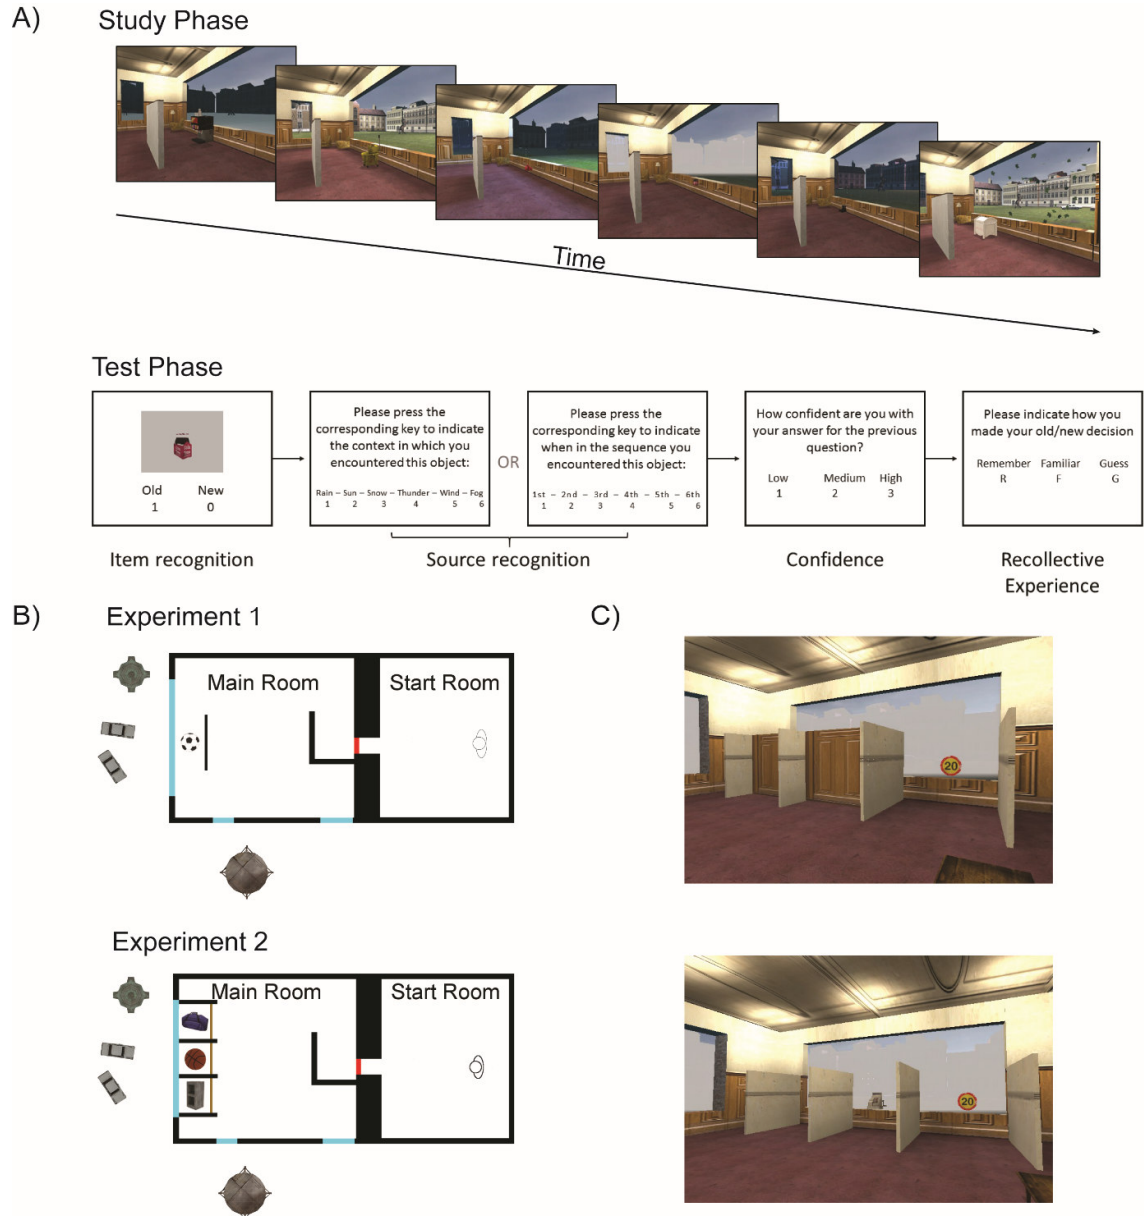 A)
Study Phase
Time
Test Phase
Old New
1 0
Item recognition
Please press the
corresponding key to indicate
the context in which you
encountered this object:
Rain – Sun – Snow – Thunder – Wind – Fog
1 2 3 4 5 6
OR
Please press the
corresponding key to indicate
when in the sequence you
encountered this object:
1st – 2nd – 3rd – 4th – 5th – 6th
1 2 3 4 5 6
Source recognition
How confident are you with
your answer for the previous
question?
Low Medium High
1 2 3
Confidence
Please indicate how you
made your old/new decision
Remember Familiar Guess
R F G
Recollective
Experience
B)
Experiment 1
Main Room Start Room
Experiment 2
Main Room Start Room
C)
20
20